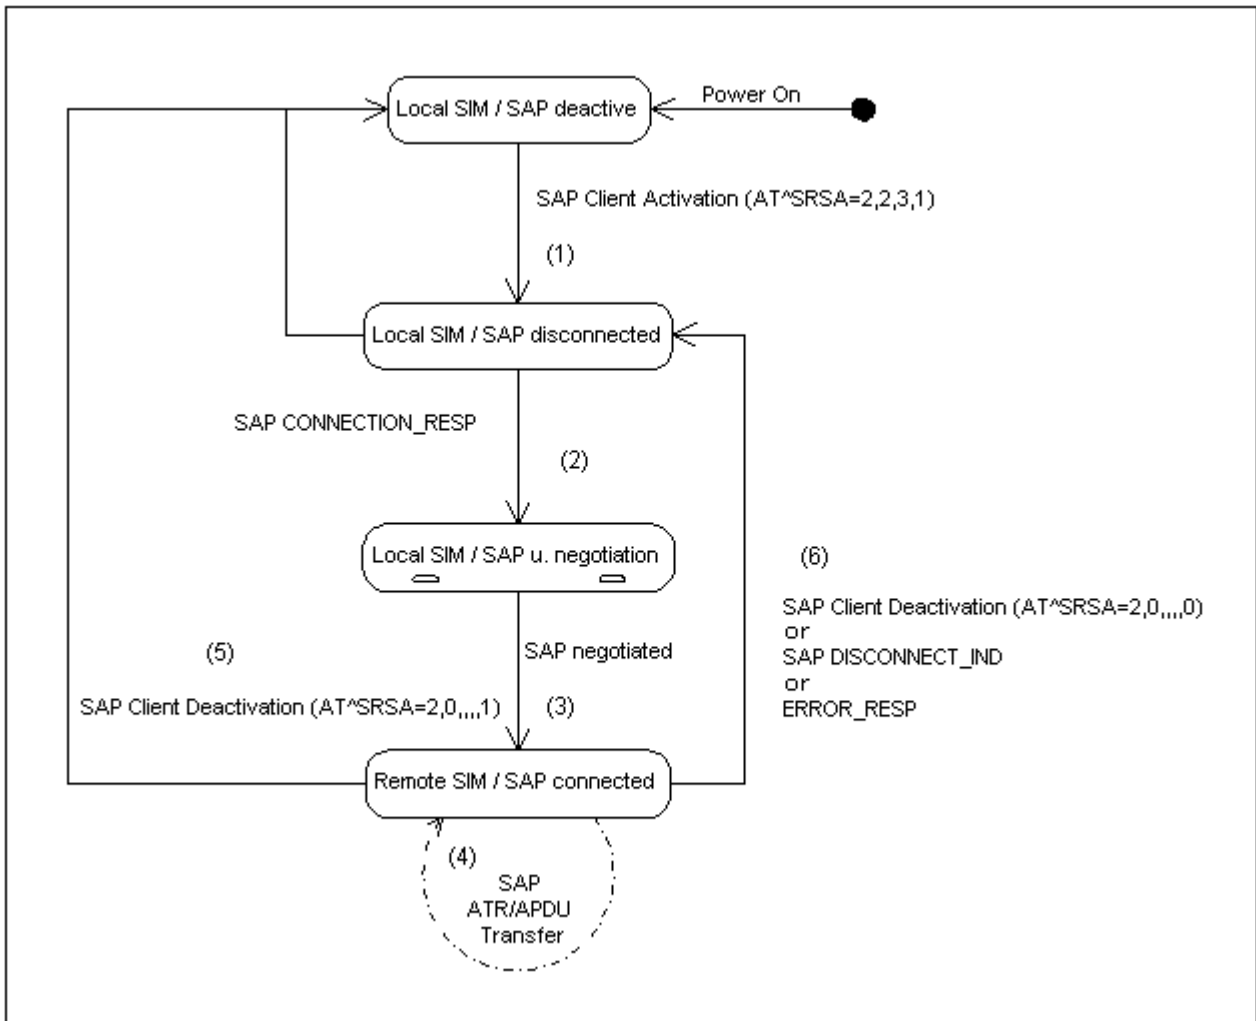 Power On
Local SIM / SAP deactive
SAP Client Activation (AT^SRSA=2,2,3,1)
(1)
Local SIM / SAP disconnected
SAP CONNECTION_RESP
(2)
Local SIM / SAP u. negotiation
(6)
SAP Client Deactivation (AT^SRSA=2,0,,,,0)
or
SAP DISCONNECT_IND
or
ERROR_RESP
SAP negotiated
(5)
SAP Client Deactivation (AT^SRSA=2,0,,,,1)
(3)
Remote SIM / SAP connected
(4)
SAP
ATR/APDU
Transfer